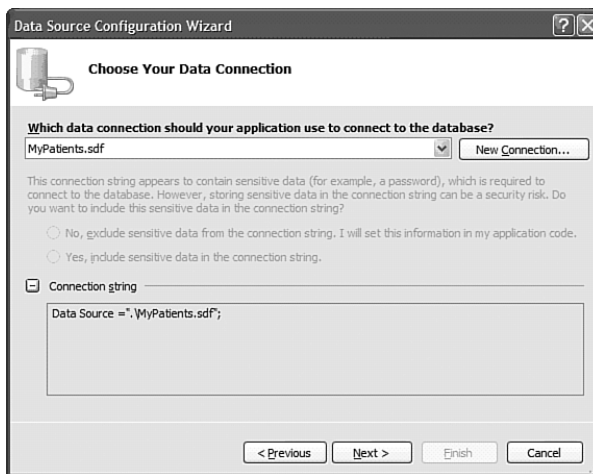 Data Source Configuration Wizard
Choose Your Data Connection
Which data connection should your application use to connect to the database?
MyPatients.sdf
New Connection...
This connection string appears to contain sensitive data (for example, a password), which is required to
connect to the database. However, storing sensitive data in the connection string can be a security risk. Do
you want to include this sensitive data in the connection string?
No, exclude sensitive data from the connection string. I will set this information in my application code.
Yes, include sensitive data in the connection string.
Connection string
Data Source =".\MyPatients.sdf";
< Previous
Next >
Finish
Cancel